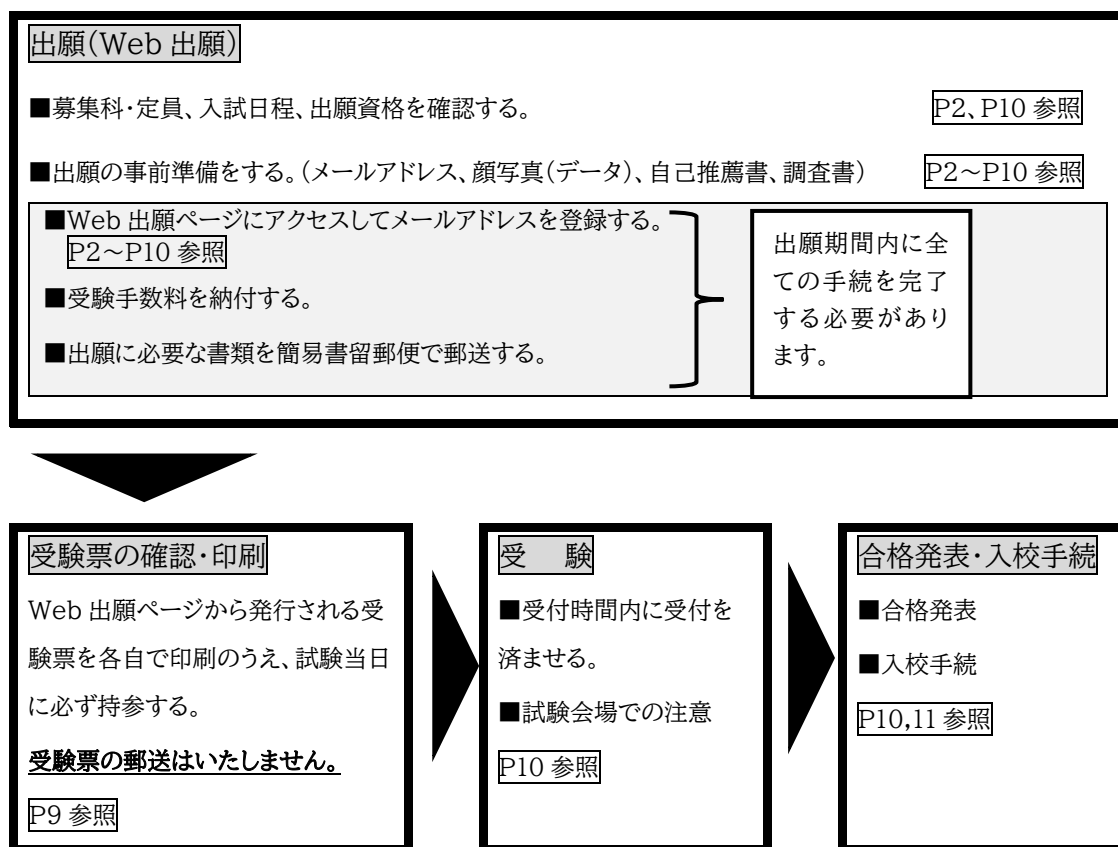 出願(Web 出願)
■募集科・定員、入試日程、出願資格を確認する。 P2、P10 参照
■出願の事前準備をする。(メールアドレス、顔写真(データ)、自己推薦書、調査書) P2~P10 参照
■Web 出願ページにアクセスしてメールアドレスを登録する。
P2~P10 参照
■受験手数料を納付する。
■出願に必要な書類を簡易書留郵便で郵送する。
出願期間内に全
ての手続を完了
する必要があり
ます。
受験票の確認・印刷
Web 出願ページから発行される受
験票を各自で印刷のうえ、試験当日
に必ず持参する。
受験票の郵送はいたしません。
P9 参照
受 験
■受付時間内に受付を
済ませる。
■試験会場での注意
P10 参照
合格発表・入校手続
■合格発表
■入校手続
P10,11 参照